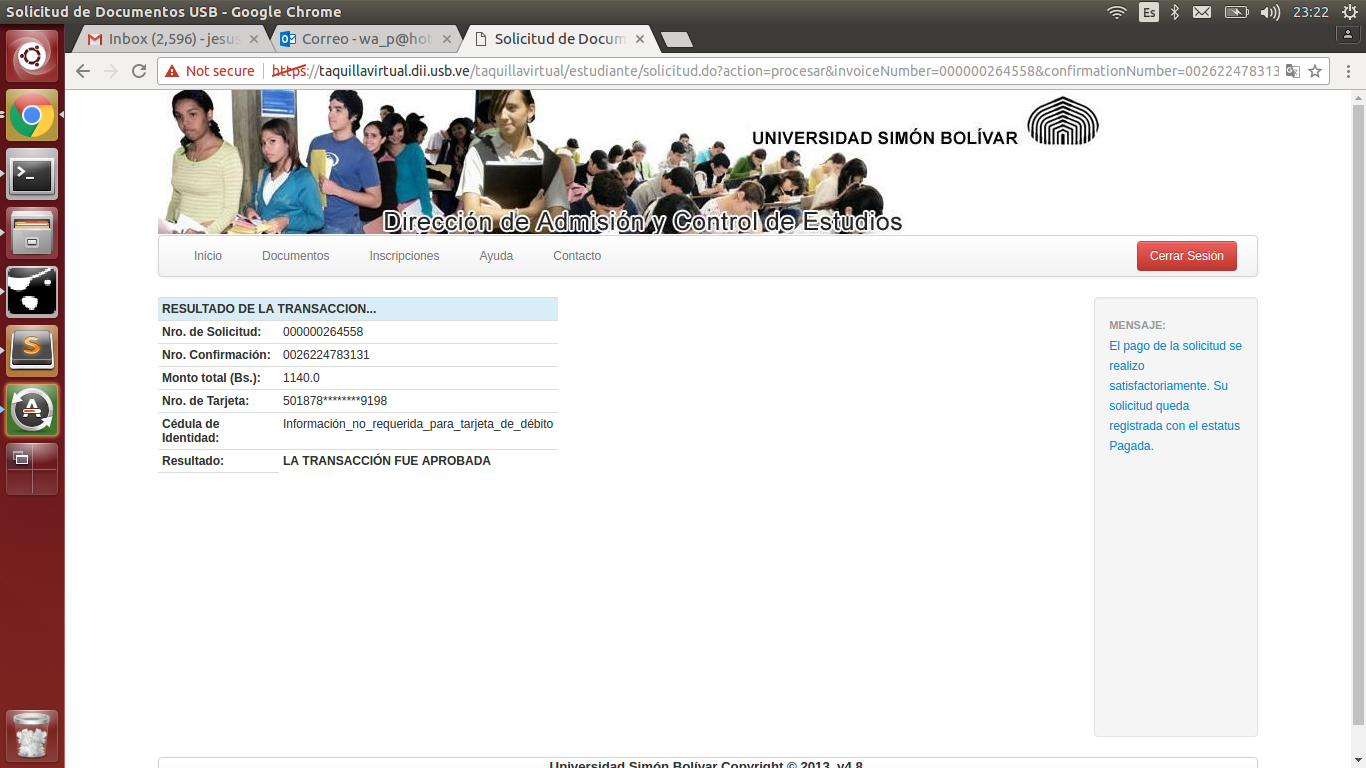 Solicitud de Documentos USB - Google Chrome
Es
23:22
Inbox (2,596) - jesus
Correo - wa_p@hot
Solicitud de Docum
Not secure
https://taquillavirtual.dii.usb.ve/taquillavirtual/estudiante/solicitud.do?action=procesar&invoiceNumber=000000264558&confirmationNumber=0026224783131
UNIVERSIDAD SIMÓN BOLÍVAR
Dirección de Admisión y Control de Estudios
Inicio
Documentos
Inscripciones
Ayuda
Contacto
Cerrar Sesión
RESULTADO DE LA TRANSACCION...
Nro. de Solicitud: 000000264558
Nro. Confirmación: 0026224783131
Monto total (Bs.): 1140.0
Nro. de Tarjeta: 501878********9198
Cédula de Información_no_requerida_para_tarjeta_de_débito
Identidad:
Resultado: LA TRANSACCIÓN FUE APROBADA
MENSAJE:
El pago de la solicitud se
realizo
satisfactoriamente. Su
solicitud queda
registrada con el estatus
Pagada.
Universidad Simón Bolívar Copyright © 2013. v4.8